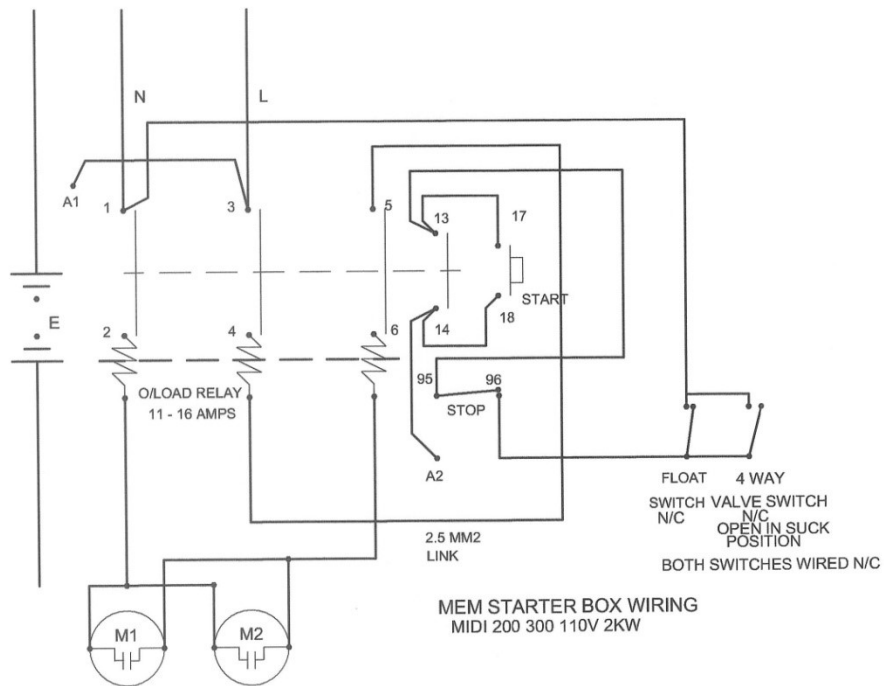 N
L
A1
1
3
5
13
17
E
START
2
4
6
14
18
O/LOAD RELAY
11 - 16 AMPS
95
96
STOP
A2
FLOAT
SWITCH
N/C
4 WAY
VALVE SWITCH
N/C
OPEN IN SUCK
POSITION
BOTH SWITCHES WIRED N/C
2.5 MM2
LINK
M1
M2
MEM STARTER BOX WIRING
MIDI 200 300 110V 2KW